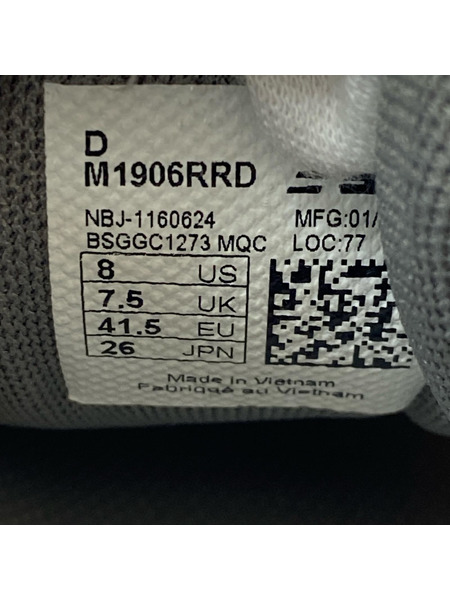 D
M1906RRD
NBJ-1160624 MFG:01/
BSGGC1273 MQC LOC:77
8 US
7.5 UK
41.5 EU
26 JPN
Made in Vietnam
Fabriqué au Vietnam